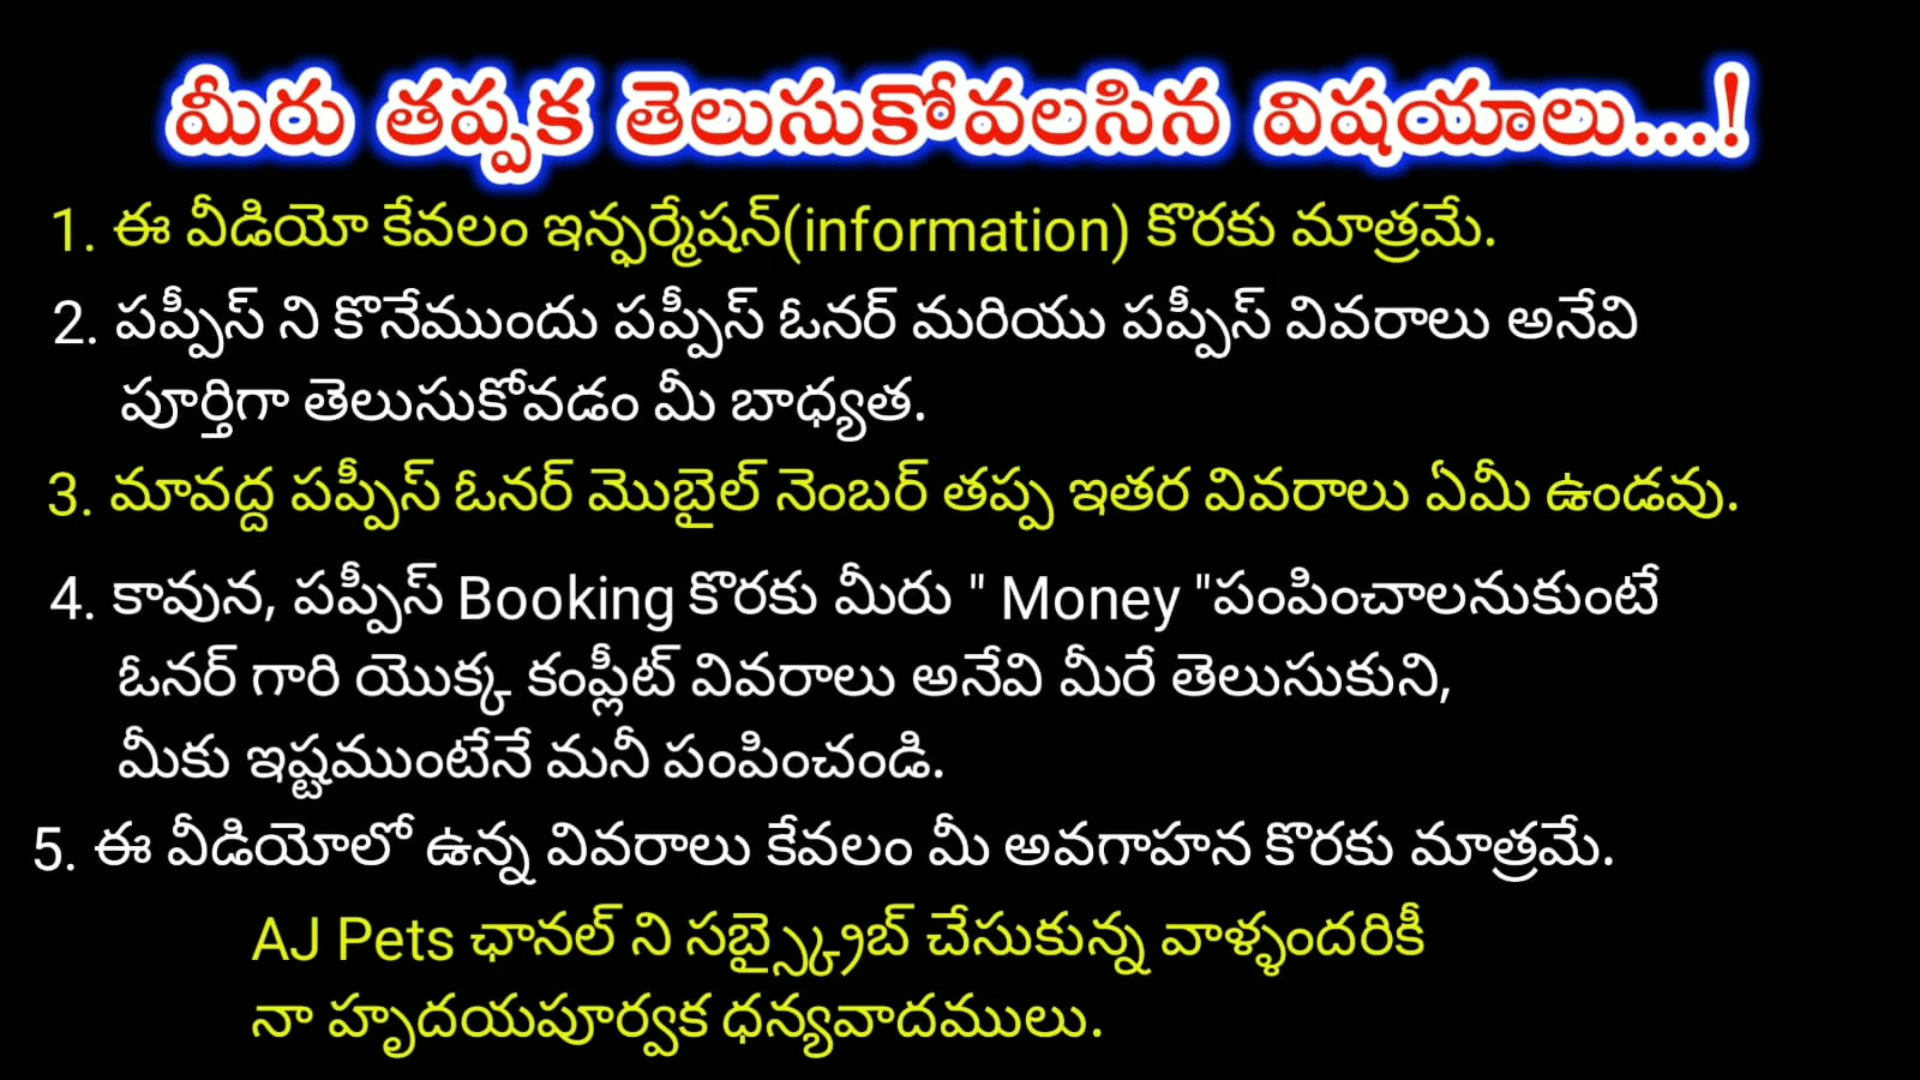 మీరు తప్పక తెలుసుకోవలసిన విషయాలు...!
1. ఈ వీడియో కేవలం ఇన్ఫర్మేషన్(information) కొరకు మాత్రమే.
2. పప్పీస్ ని కొనేముందు పప్పీస్ ఓనర్ మరియు పప్పీస్ వివరాలు అనేవి
పూర్తిగా తెలుసుకోవడం మీ బాధ్యత.
3. మావద్ద పప్పీస్ ఓనర్ మొబైల్ నెంబర్ తప్ప ఇతర వివరాలు ఏమీ ఉండవు.
4. కావున, పప్పీస్ Booking కొరకు మీరు " Money "పంపించాలనుకుంటే
ఓనర్ గారి యొక్క కంప్లీట్ వివరాలు అనేవి మీరే తెలుసుకుని,
మీకు ఇష్టముంటేనే మనీ పంపించండి.
5. ఈ వీడియోలో ఉన్న వివరాలు కేవలం మీ అవగాహన కొరకు మాత్రమే.
AJ Pets ఛానల్ ని సబ్స్క్రైబ్ చేసుకున్న వాళ్ళందరికీ
నా హృదయపూర్వక ధన్యవాదములు.